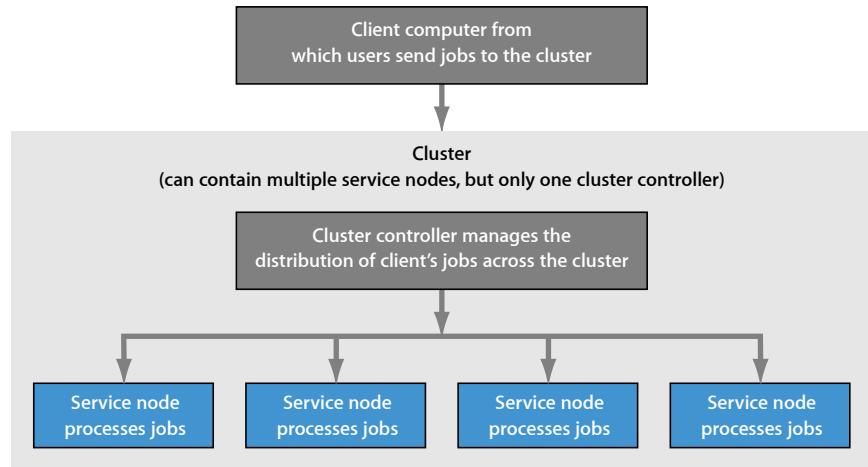 Client computer from
which users send jobs to the cluster
Cluster
(can contain multiple service nodes, but only one cluster controller)
Cluster controller manages the
distribution of client’s jobs across the cluster
Service node
processes jobs
Service node
processes jobs
Service node
processes jobs
Service node
processes jobs